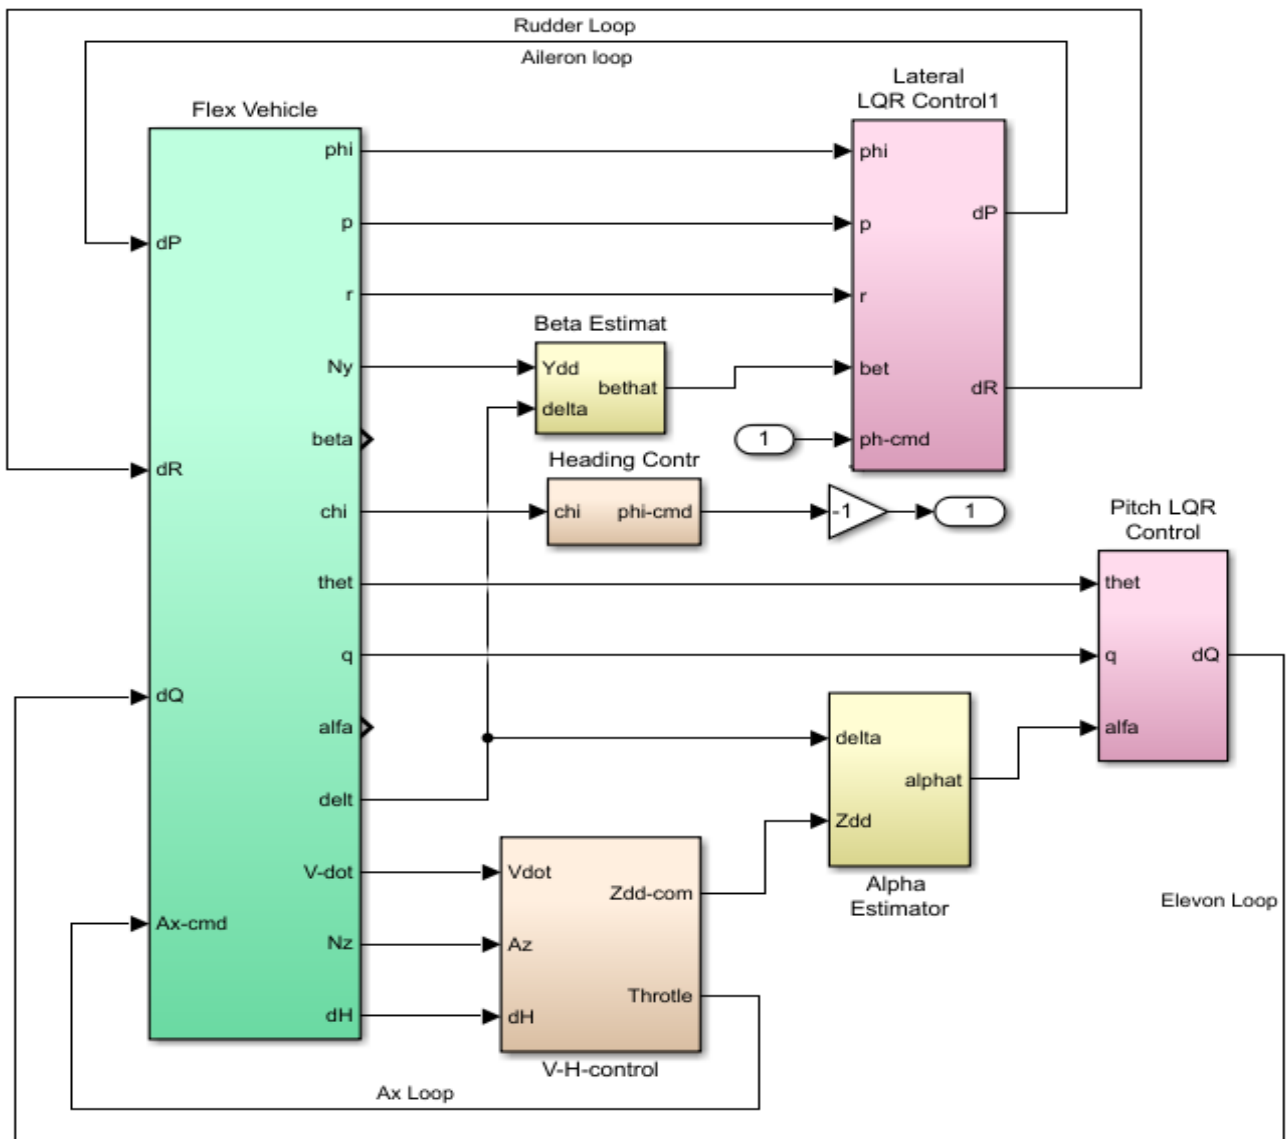 Rudder Loop
Aileron loop
Flex Vehicle
Lateral
LQR Control1
phi
p
r
Ny
beta
chi
thet
q
alfa
delt
V-dot
Nz
dH
dP
dR
dQ
Ax-cmd
Beta Estimat
Ydd
delta
bethat
phi
p
r
bet
ph-cmd
dP
dR
1
Heading Contr
chi
phi-cmd
-1
1
Pitch LQR
Control
thet
q
alfa
dQ
delta
Zdd
alphat
Alpha
Estimator
Vdot
Az
dH
Zdd-com
Throtle
V-H-control
Elevon Loop
Ax Loop